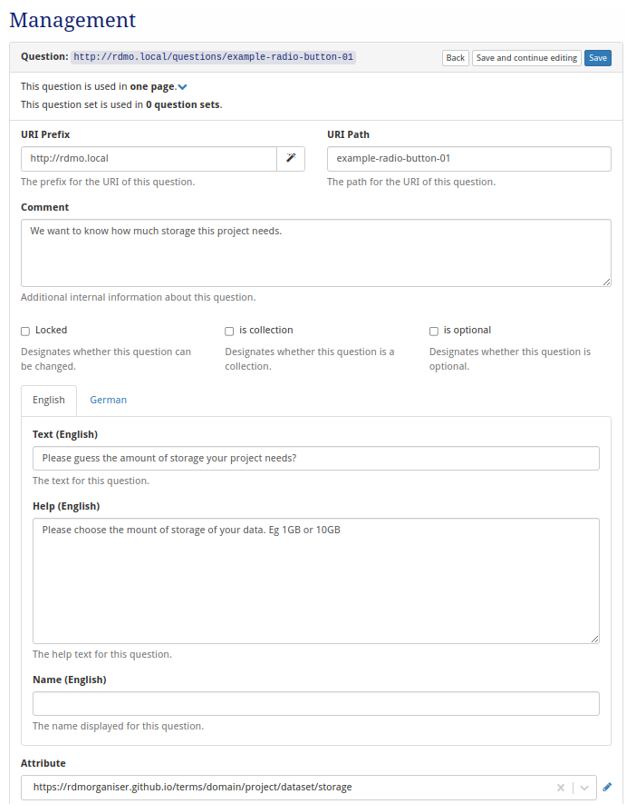 Management
Question: http://rdmo.local/questions/example-radio-button-01 Back Save and continue editing Save
This question is used in one page.
This question set is used in 0 question sets.
URI Prefix URI Path
http://rdmo.local example-radio-button-01
The prefix for the URI of this question. The path for the URI of this question.
Comment
We want to know how much storage this project needs.
Additional internal information about this question.
Locked is collection is optional
Designates whether this question can Designates whether this question is a Designates whether this question is
be changed. collection. optional.
English German
Text (English)
Please guess the amount of storage your project needs?
The text for this question.
Help (English)
Please choose the mount of storage of your data. Eg 1GB or 10GB
The help text for this question.
Name (English)
The name displayed for this question.
Attribute
https://rdmorganiser.github.io/terms/domain/project/dataset/storage